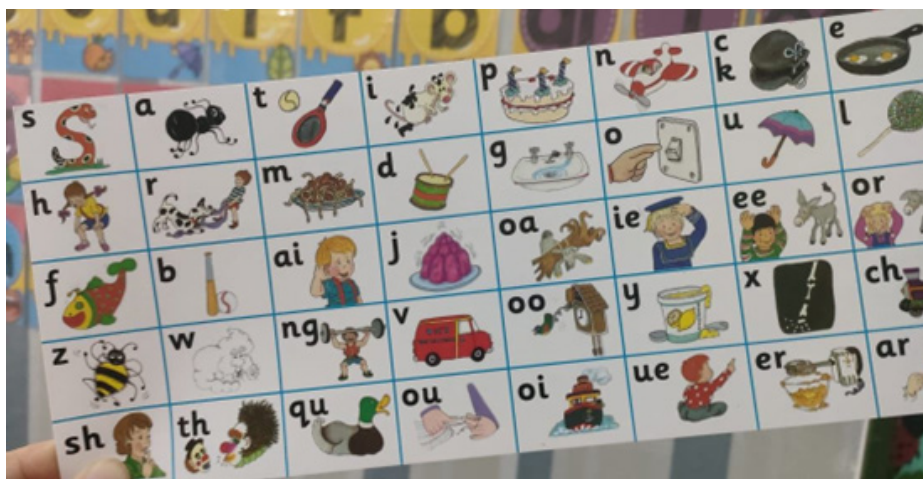 s a t i p n c k e
h r m d g o u l
f b ai j oa ie ee or
z w ng v oo y x ch
sh th qu ou oi ue er ar